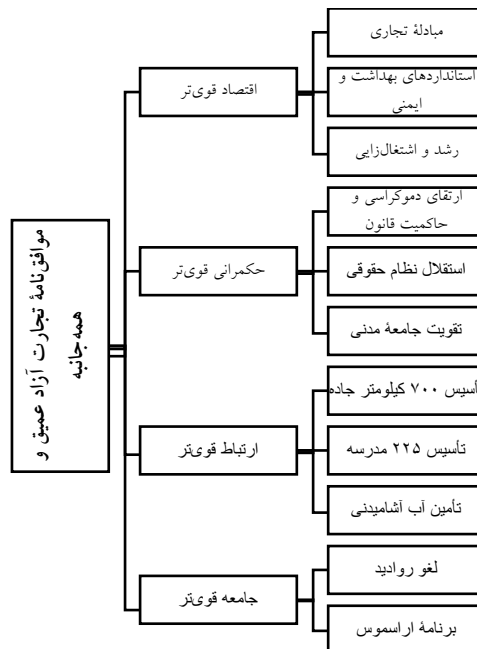 موافق‌نامهٔ تجارت آزاد عمیق و
همه جانبه
اقتصاد قوی‌تر
مبادلهٔ تجاری
استانداردهای بهداشت و
ایمنی
رشد و اشتغال‌زایی
حکمرانی قوی‌تر
ارتقای دموکراسی و
حاکمیت قانون
استقلال نظام حقوقی
تقویت جامعهٔ مدنی
ارتباط قوی‌تر
تأسیس ۷۰۰ کیلومتر جاده
تأسیس ۲۲۵ مدرسه
تأمین آب آشامیدنی
جامعه قوی‌تر
لغو روادید
برنامهٔ اراسموس